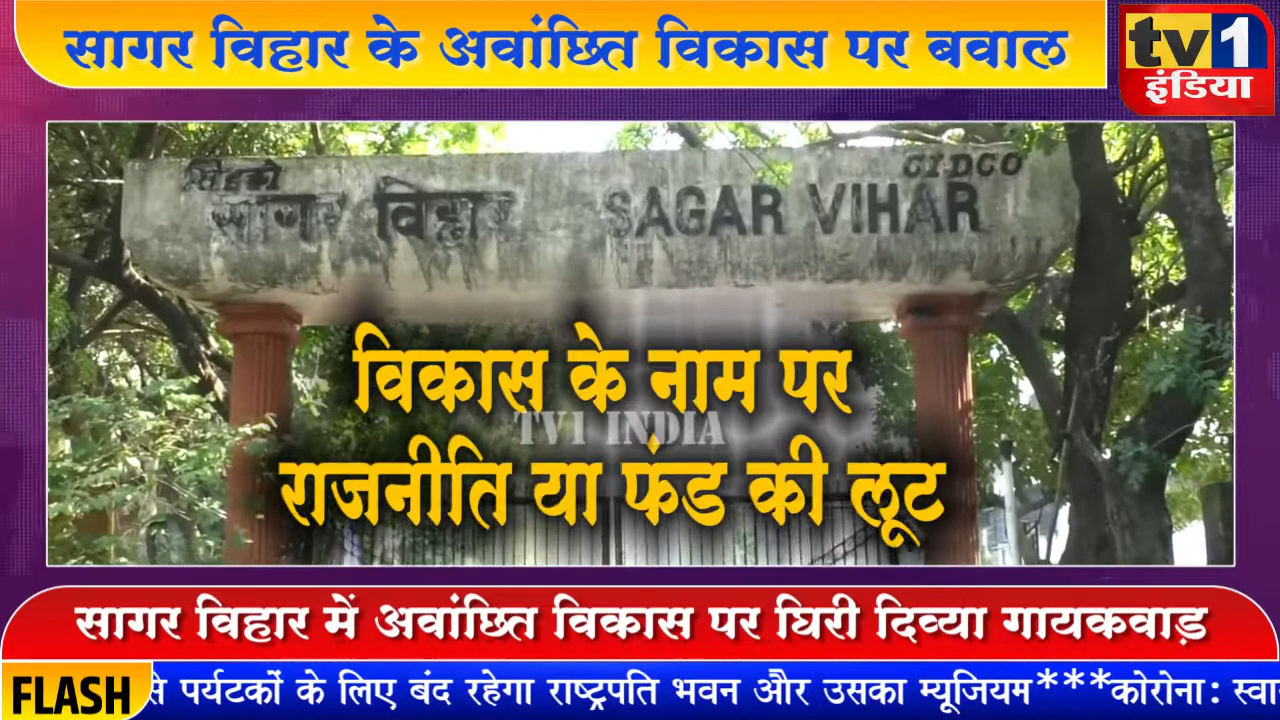 सागर विहार के अवांछित विकास पर बवाल
tv1
इंडिया
सिडको
CIDCO
सागर विहार SAGAR VIHAR
विकास के नाम पर
TV1 INDIA
राजनीति या फंड की लूट
सागर विहार में अवांछित विकास पर घिरी दिव्या गायकवाड़
FLASH से पर्यटकों के लिए बंद रहेगा राष्ट्रपति भवन और उसका म्यूजियम***कोरोना: स्वा